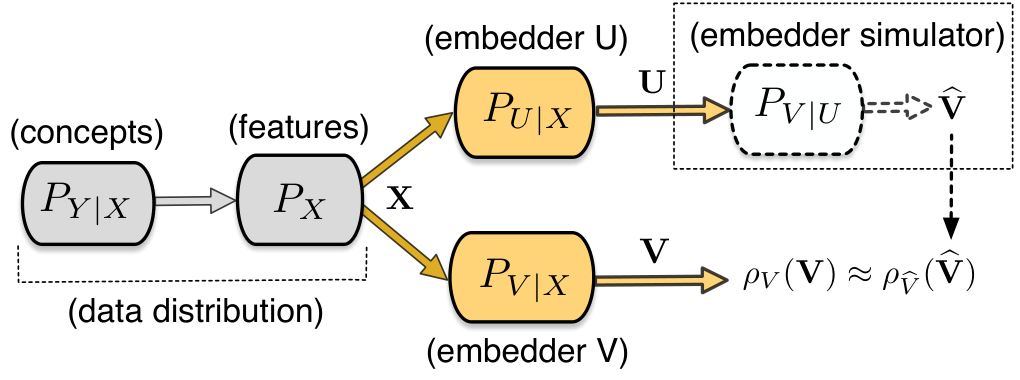 (concepts)
P_{Y|X}
(features)
P_X
(data distribution)
X
(embedder U)
P_{U|X}
U
(embedder simulator)
P_{V|U}
V̂
(embedder V)
P_{V|X}
V
ρ_V(V) ≈ ρ_{V̂}(V̂)